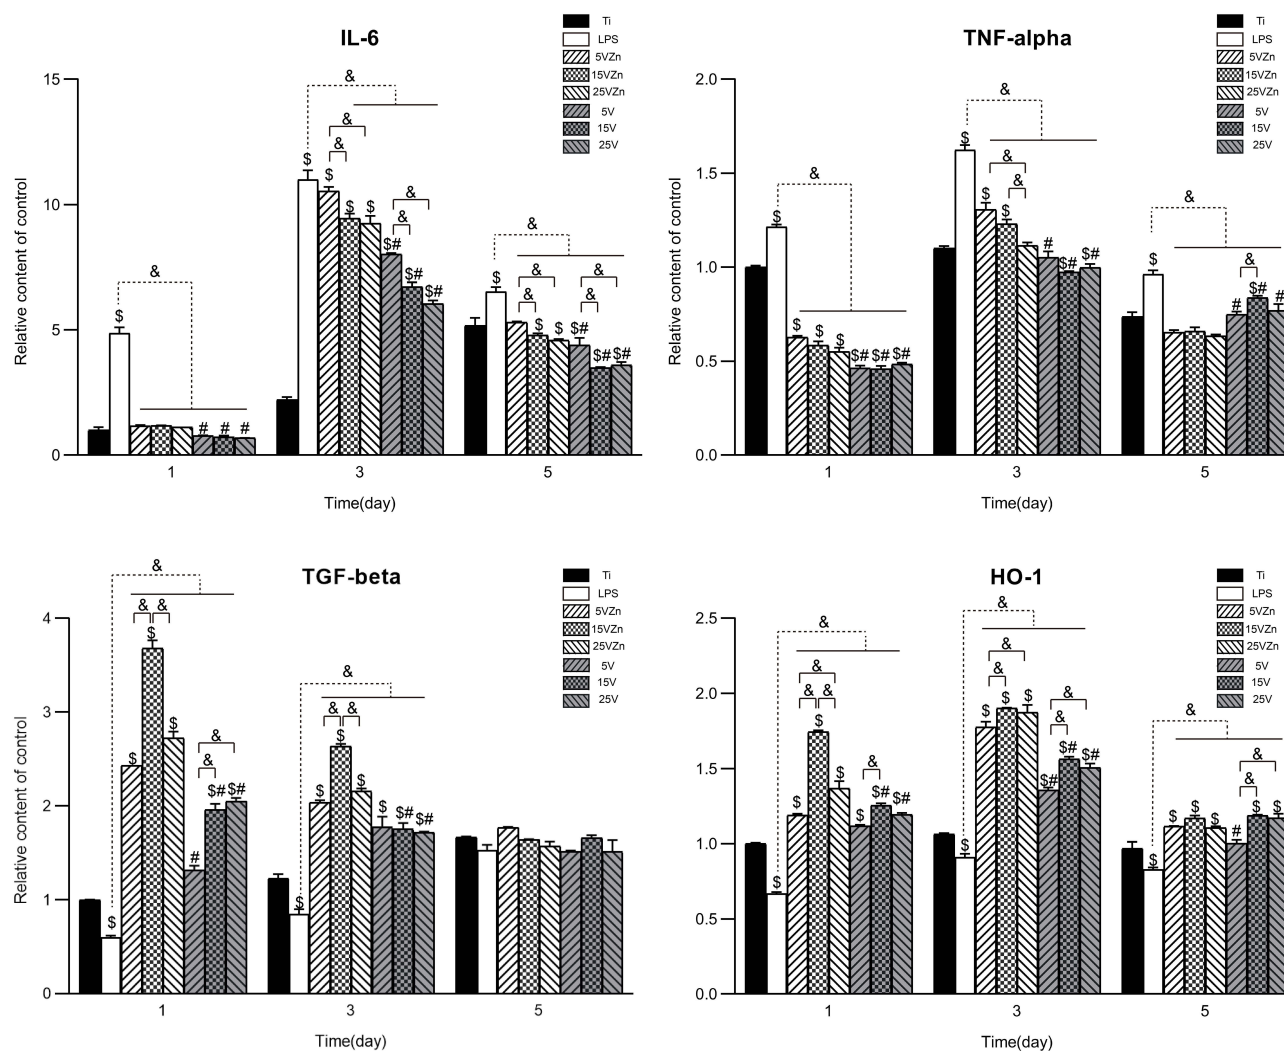 IL-6
Ti
LPS
5VZn
15VZn
25VZn
5V
15V
25V
Relative content of control
15
10
5
0
&
$
# # #
&
&
&
$ $ $ $
&
&
$# $# $#
&
$
&
&
$ $
&
&
$# $# $#
1 3 5
Time(day)
TNF-alpha
Ti
LPS
5VZn
15VZn
25VZn
5V
15V
25V
Relative content of control
2.0
1.5
1.0
0.5
0.0
&
$
$ $ $ $# $# $#
&
$
&
&
$ $
# $# $#
&
$
&
# $# #
1 3 5
Time(day)
TGF-beta
Ti
LPS
5VZn
15VZn
25VZn
5V
15V
25V
Relative content of control
4
3
2
1
0
&
& &
$
$ $ $
&
&
# $# $#
&
& &
$
$ $ $
$ $# $#
1 3 5
Time(day)
HO-1
Ti
LPS
5VZn
15VZn
25VZn
5V
15V
25V
Relative content of control
2.5
2.0
1.5
1.0
0.5
0.0
&
&
& &
$
$ $ $
&
$ $# $#
&
&
&
$
$ $ $
&
&
$# $# $#
&
$
$ $ $
&
&
# $ $
1 3 5
Time(day)